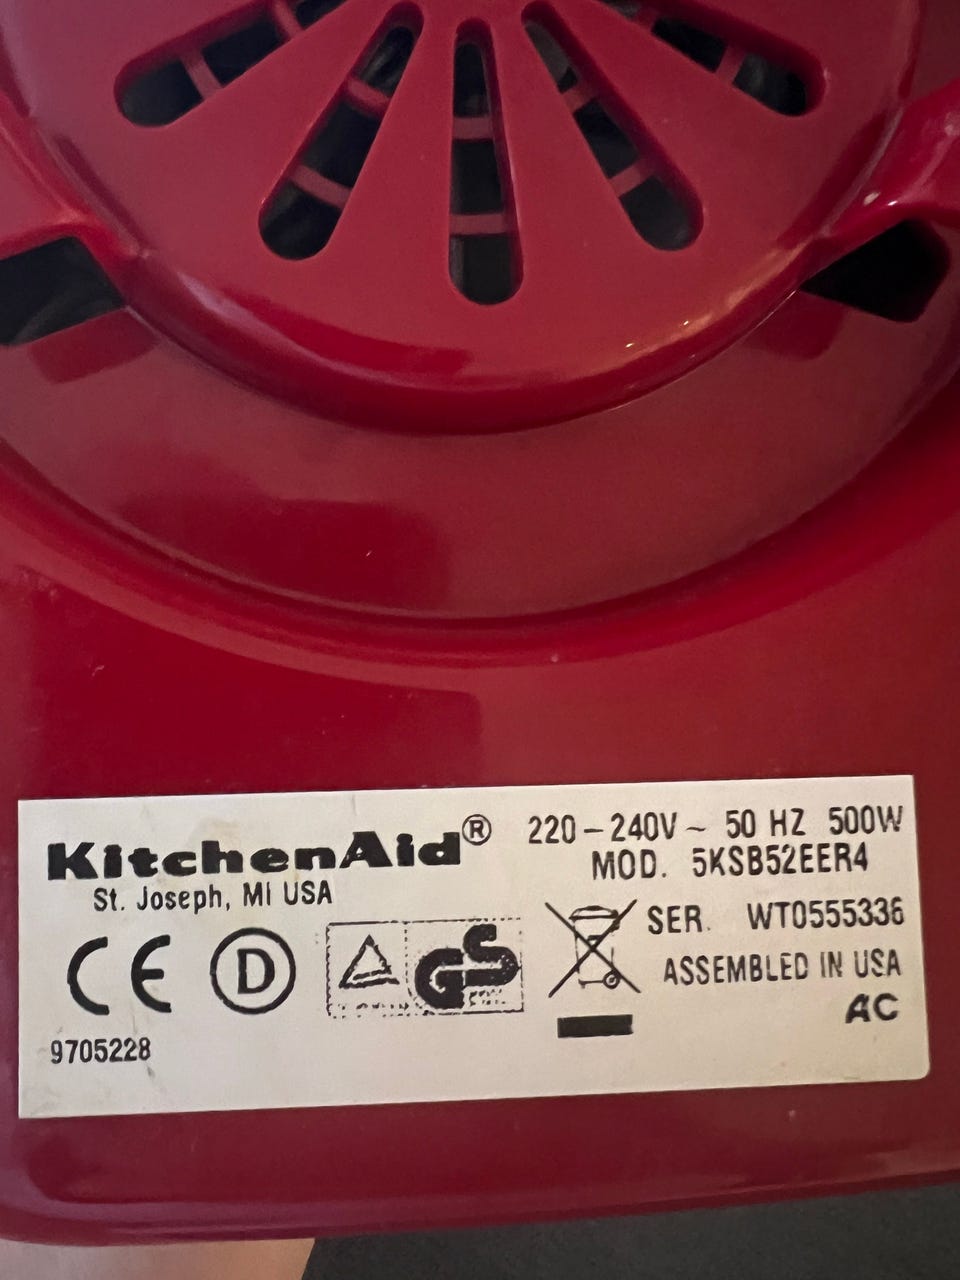 KitchenAid®
St. Joseph, MI USA
220-240V ~ 50 HZ 500W
MOD. 5KSB52EER4
SER. WT0555336
ASSEMBLED IN USA
AC
CE D GS
9705228